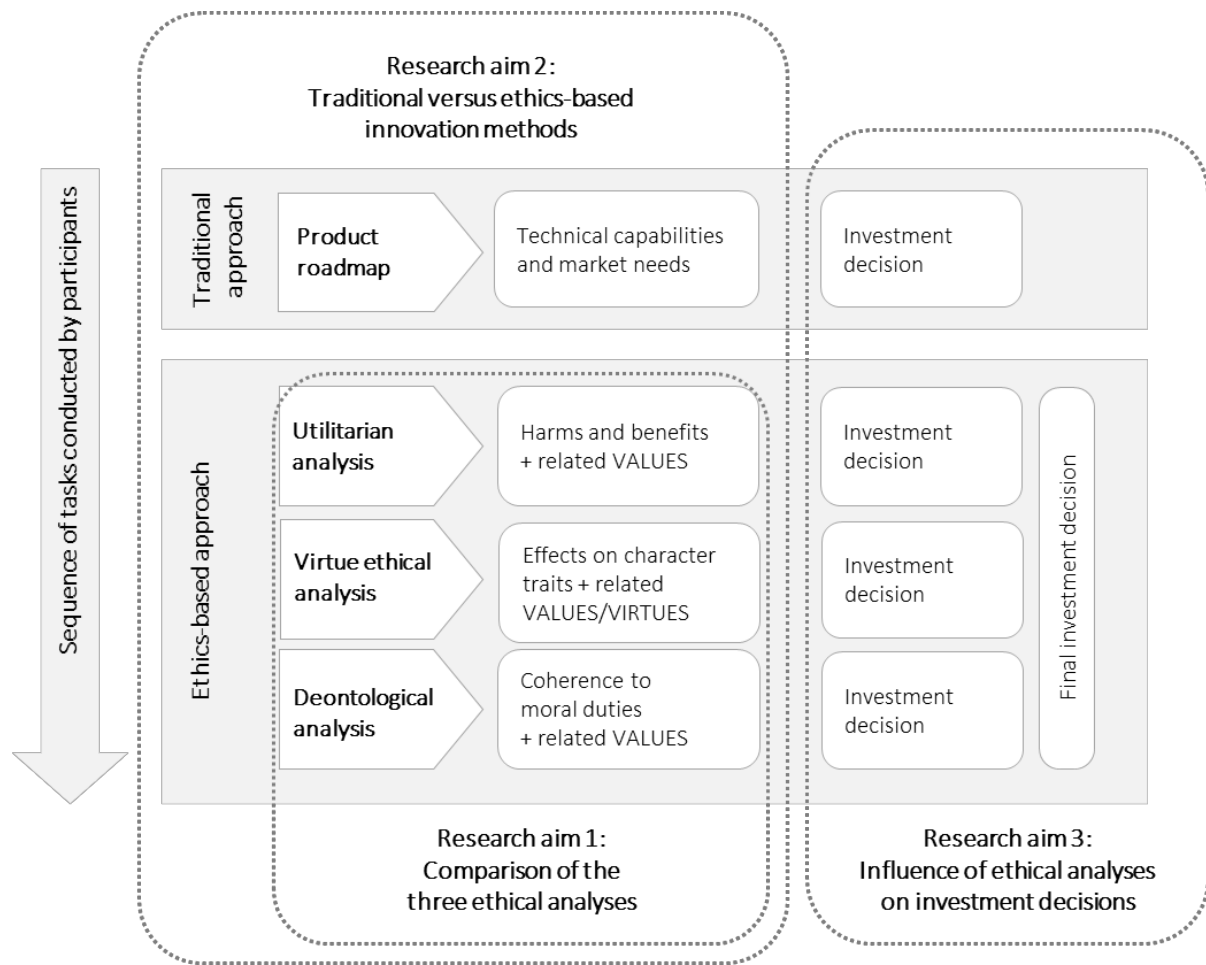 Research aim 2:
Traditional versus ethics-based
innovation methods
Sequence of tasks conducted by participants
Traditional
approach
Product
roadmap
Technical capabilities
and market needs
Investment
decision
Ethics-based approach
Utilitarian
analysis
Harms and benefits
+ related VALUES
Investment
decision
Virtue ethical
analysis
Effects on character
traits + related
VALUES/VIRTUES
Investment
decision
Deontological
analysis
Coherence to
moral duties
+ related VALUES
Investment
decision
Final investment decision
Research aim 1:
Comparison of the
three ethical analyses
Research aim 3:
Influence of ethical analyses
on investment decisions